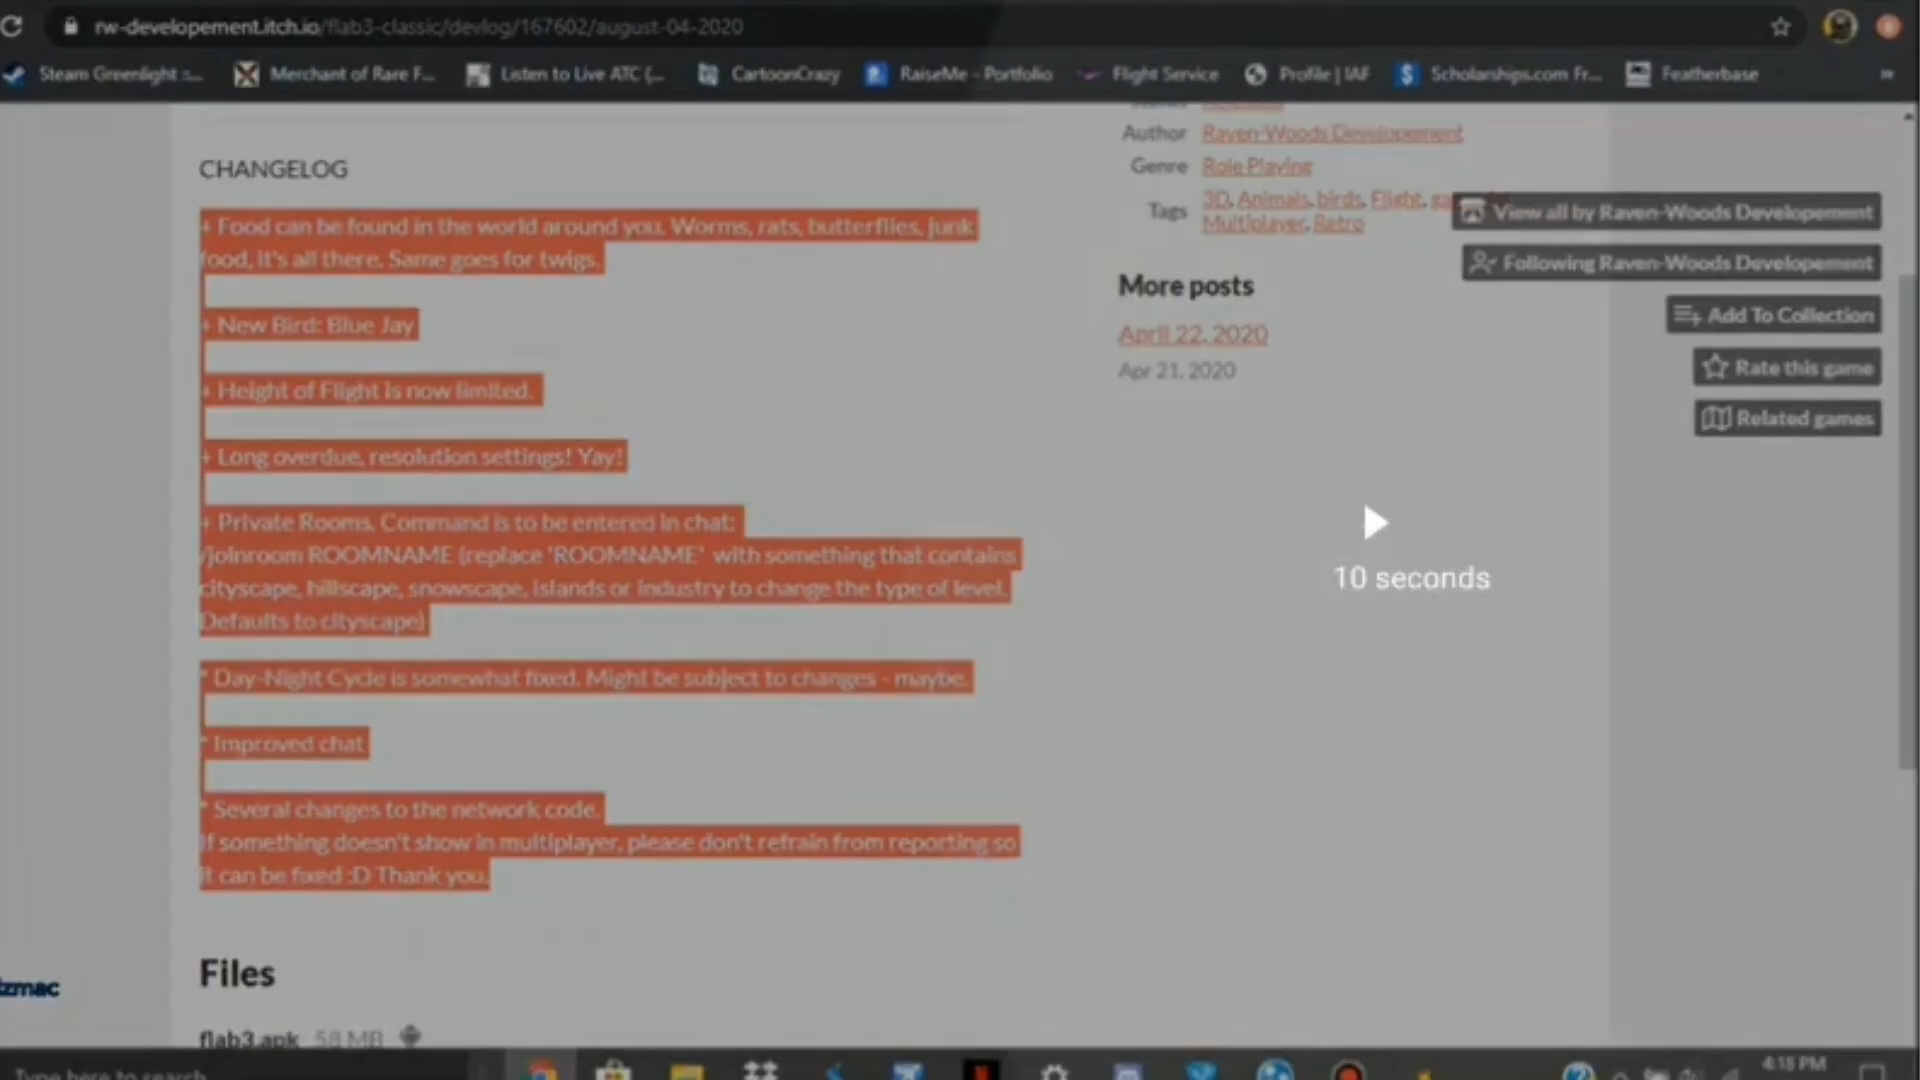 rw-developement.itch.io/flab3-classic/devlog/167602/august-04-2020
Steam Greenlight ::...
Merchant of Rare F...
Listen to Live ATC (...
CartoonCrazy
RaiseMe - Portfolio
Flight Service
Profile | IAF
Scholarships.com Fr...
Featherbase
»
Author Raven-Woods Developement
Genre Role Playing
Tags 3D, Animals, birds, Flight,
Multiplayer, Retro
CHANGELOG
+ Food can be found in the world around you. Worms, rats, butterflies, junk
food, it's all there. Same goes for twigs.
+ New Bird: Blue Jay
+ Height of Flight is now limited.
+ Long overdue, resolution settings! Yay!
+ Private Rooms. Command is to be entered in chat:
/joinroom ROOMNAME (replace 'ROOMNAME' with something that contains
cityscape, hillscape, snowscape, islands or industry to change the type of level.
Defaults to cityscape)
* Day-Night Cycle is somewhat fixed. Might be subject to changes - maybe.
* Improved chat
* Several changes to the network code.
If something doesn't show in multiplayer, please don't refrain from reporting so
it can be fixed :D Thank you.
Files
flab3.apk 58 MB
More posts
April 22, 2020
Apr 21, 2020
View all by Raven-Woods Developement
Following Raven-Woods Developement
Add To Collection
Rate this game
Related games
10 seconds
zmac
Type here to search
4:15 PM